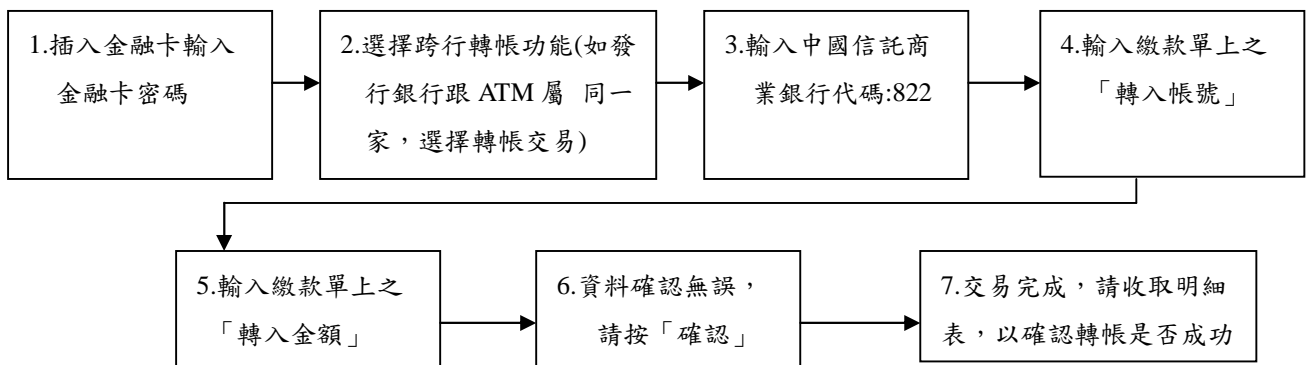 1.插入金融卡輸入
金融卡密碼
2.選擇跨行轉帳功能(如發
行銀行跟 ATM 屬 同一
家，選擇轉帳交易)
3.輸入中國信託商
業銀行代碼:822
4.輸入繳款單上之
「轉入帳號」
5.輸入繳款單上之
「轉入金額」
6.資料確認無誤，
請按「確認」
7.交易完成，請收取明細
表，以確認轉帳是否成功